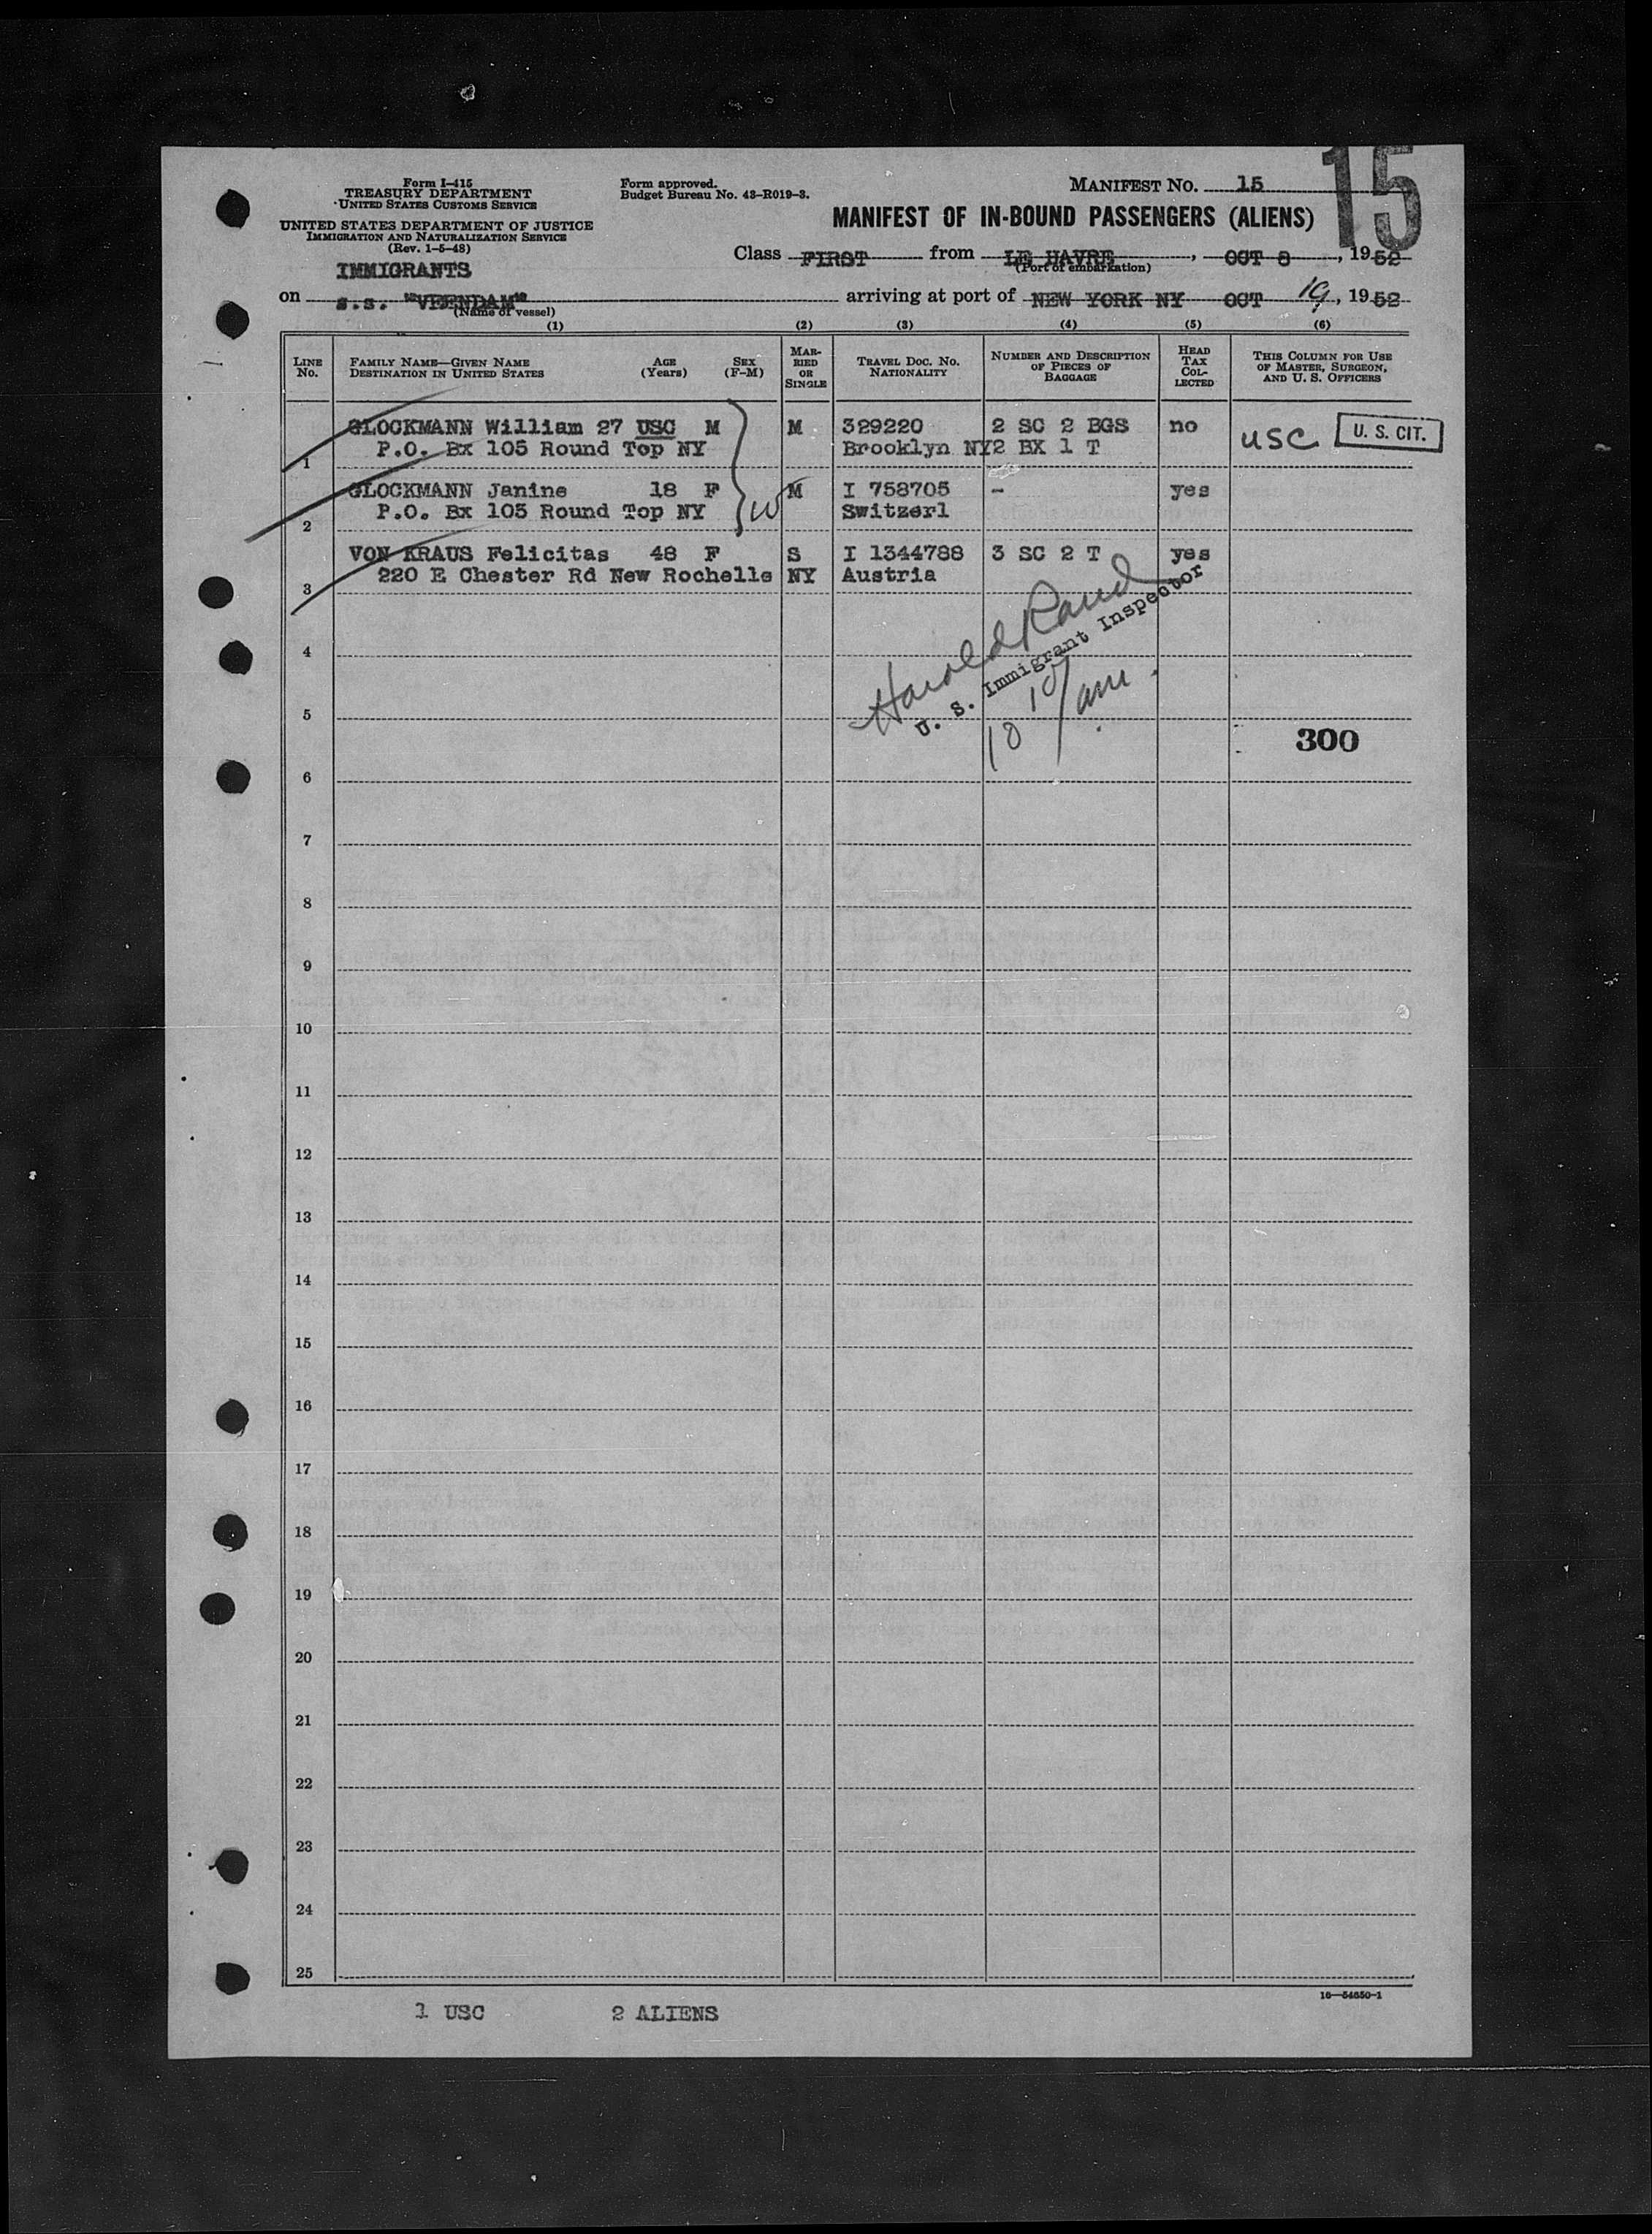 Form I-415
TREASURY DEPARTMENT
UNITED STATES CUSTOMS SERVICE
UNITED STATES DEPARTMENT OF JUSTICE
IMMIGRATION AND NATURALIZATION SERVICE
(Rev. 1-5-48)
Form approved.
Budget Bureau No. 43-R019-3.
MANIFEST NO. 15
15
MANIFEST OF IN-BOUND PASSENGERS (ALIENS)
IMMIGRANTS
Class FIRST from LE HAVRE, OCT 8, 1952
(Port of embarkation)
on s.s. "VEENDAM" arriving at port of NEW YORK NY OCT 19, 1952
(Name of vessel)
(1) (2) (3) (4) (5) (6)
LINE NO. FAMILY NAME—GIVEN NAME DESTINATION IN UNITED STATES AGE (Years) SEX (F-M) MARRIED OR SINGLE TRAVEL DOC. NO. NATIONALITY NUMBER AND DESCRIPTION OF PIECES OF BAGGAGE HEAD TAX COLLECTED THIS COLUMN FOR USE OF MASTER, SURGEON, AND U. S. OFFICERS
GLOCKMANN William 27 USC M M 329220 2 SC 2 BGS no USC U. S. CIT.
1 P.O. Bx 105 Round Top NY Brooklyn NY 2 BX 1 T
GLOCKMANN Janine 18 F M I 758705 - yes
2 P.O. Bx 105 Round Top NY W Switzerl
VON KRAUS Felicitas 48 F S I 1344788 3 SC 2 T yes
3 220 E Chester Rd New Rochelle NY Austria
Harold Rand
U. S. Immigrant Inspector
10 10/am.
4
5
300
6
7
8
9
10
11
12
13
14
15
16
17
18
19
20
21
22
23
24
25
16—54650-1
1 USC 2 ALIENS